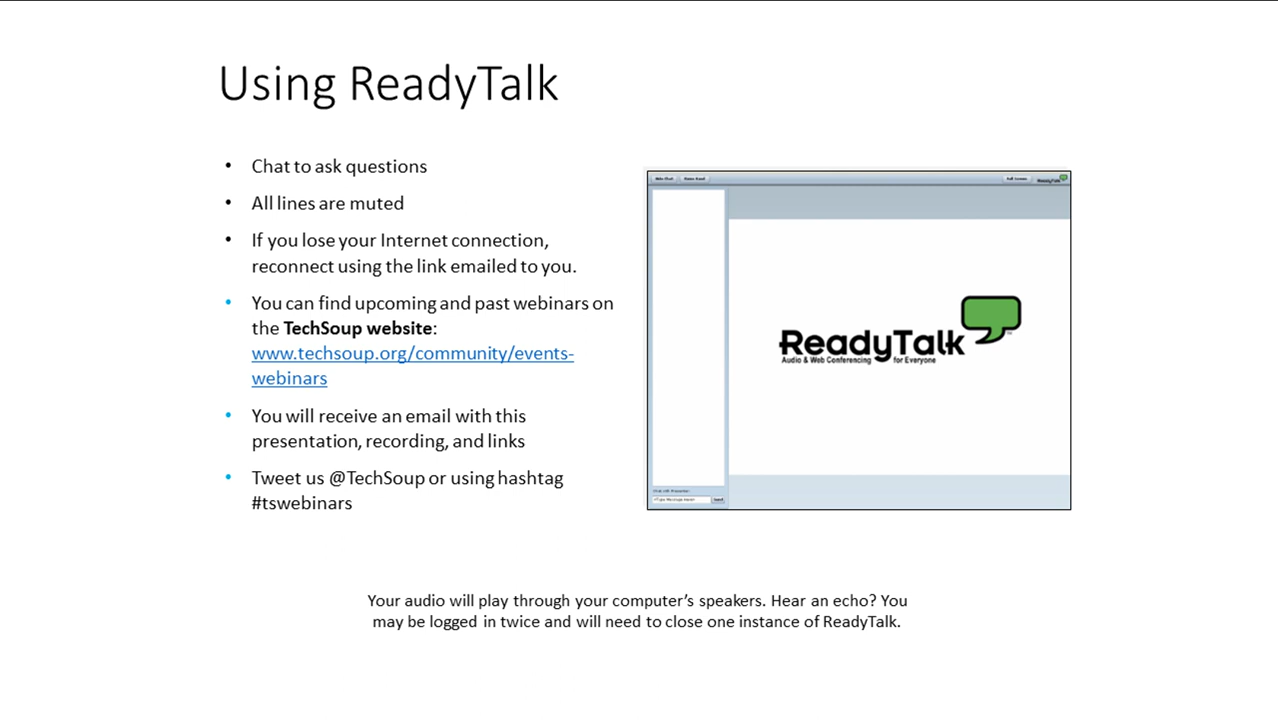 Using ReadyTalk
• Chat to ask questions
• All lines are muted
• If you lose your Internet connection,
reconnect using the link emailed to you.
• You can find upcoming and past webinars on
the TechSoup website:
www.techsoup.org/community/events-
webinars
• You will receive an email with this
presentation, recording, and links
• Tweet us @TechSoup or using hashtag
#tswebinars
ReadyTalk
ReadyTalk
Audio & Web Conferencing for Everyone
Send
Your audio will play through your computer’s speakers. Hear an echo? You
may be logged in twice and will need to close one instance of ReadyTalk.